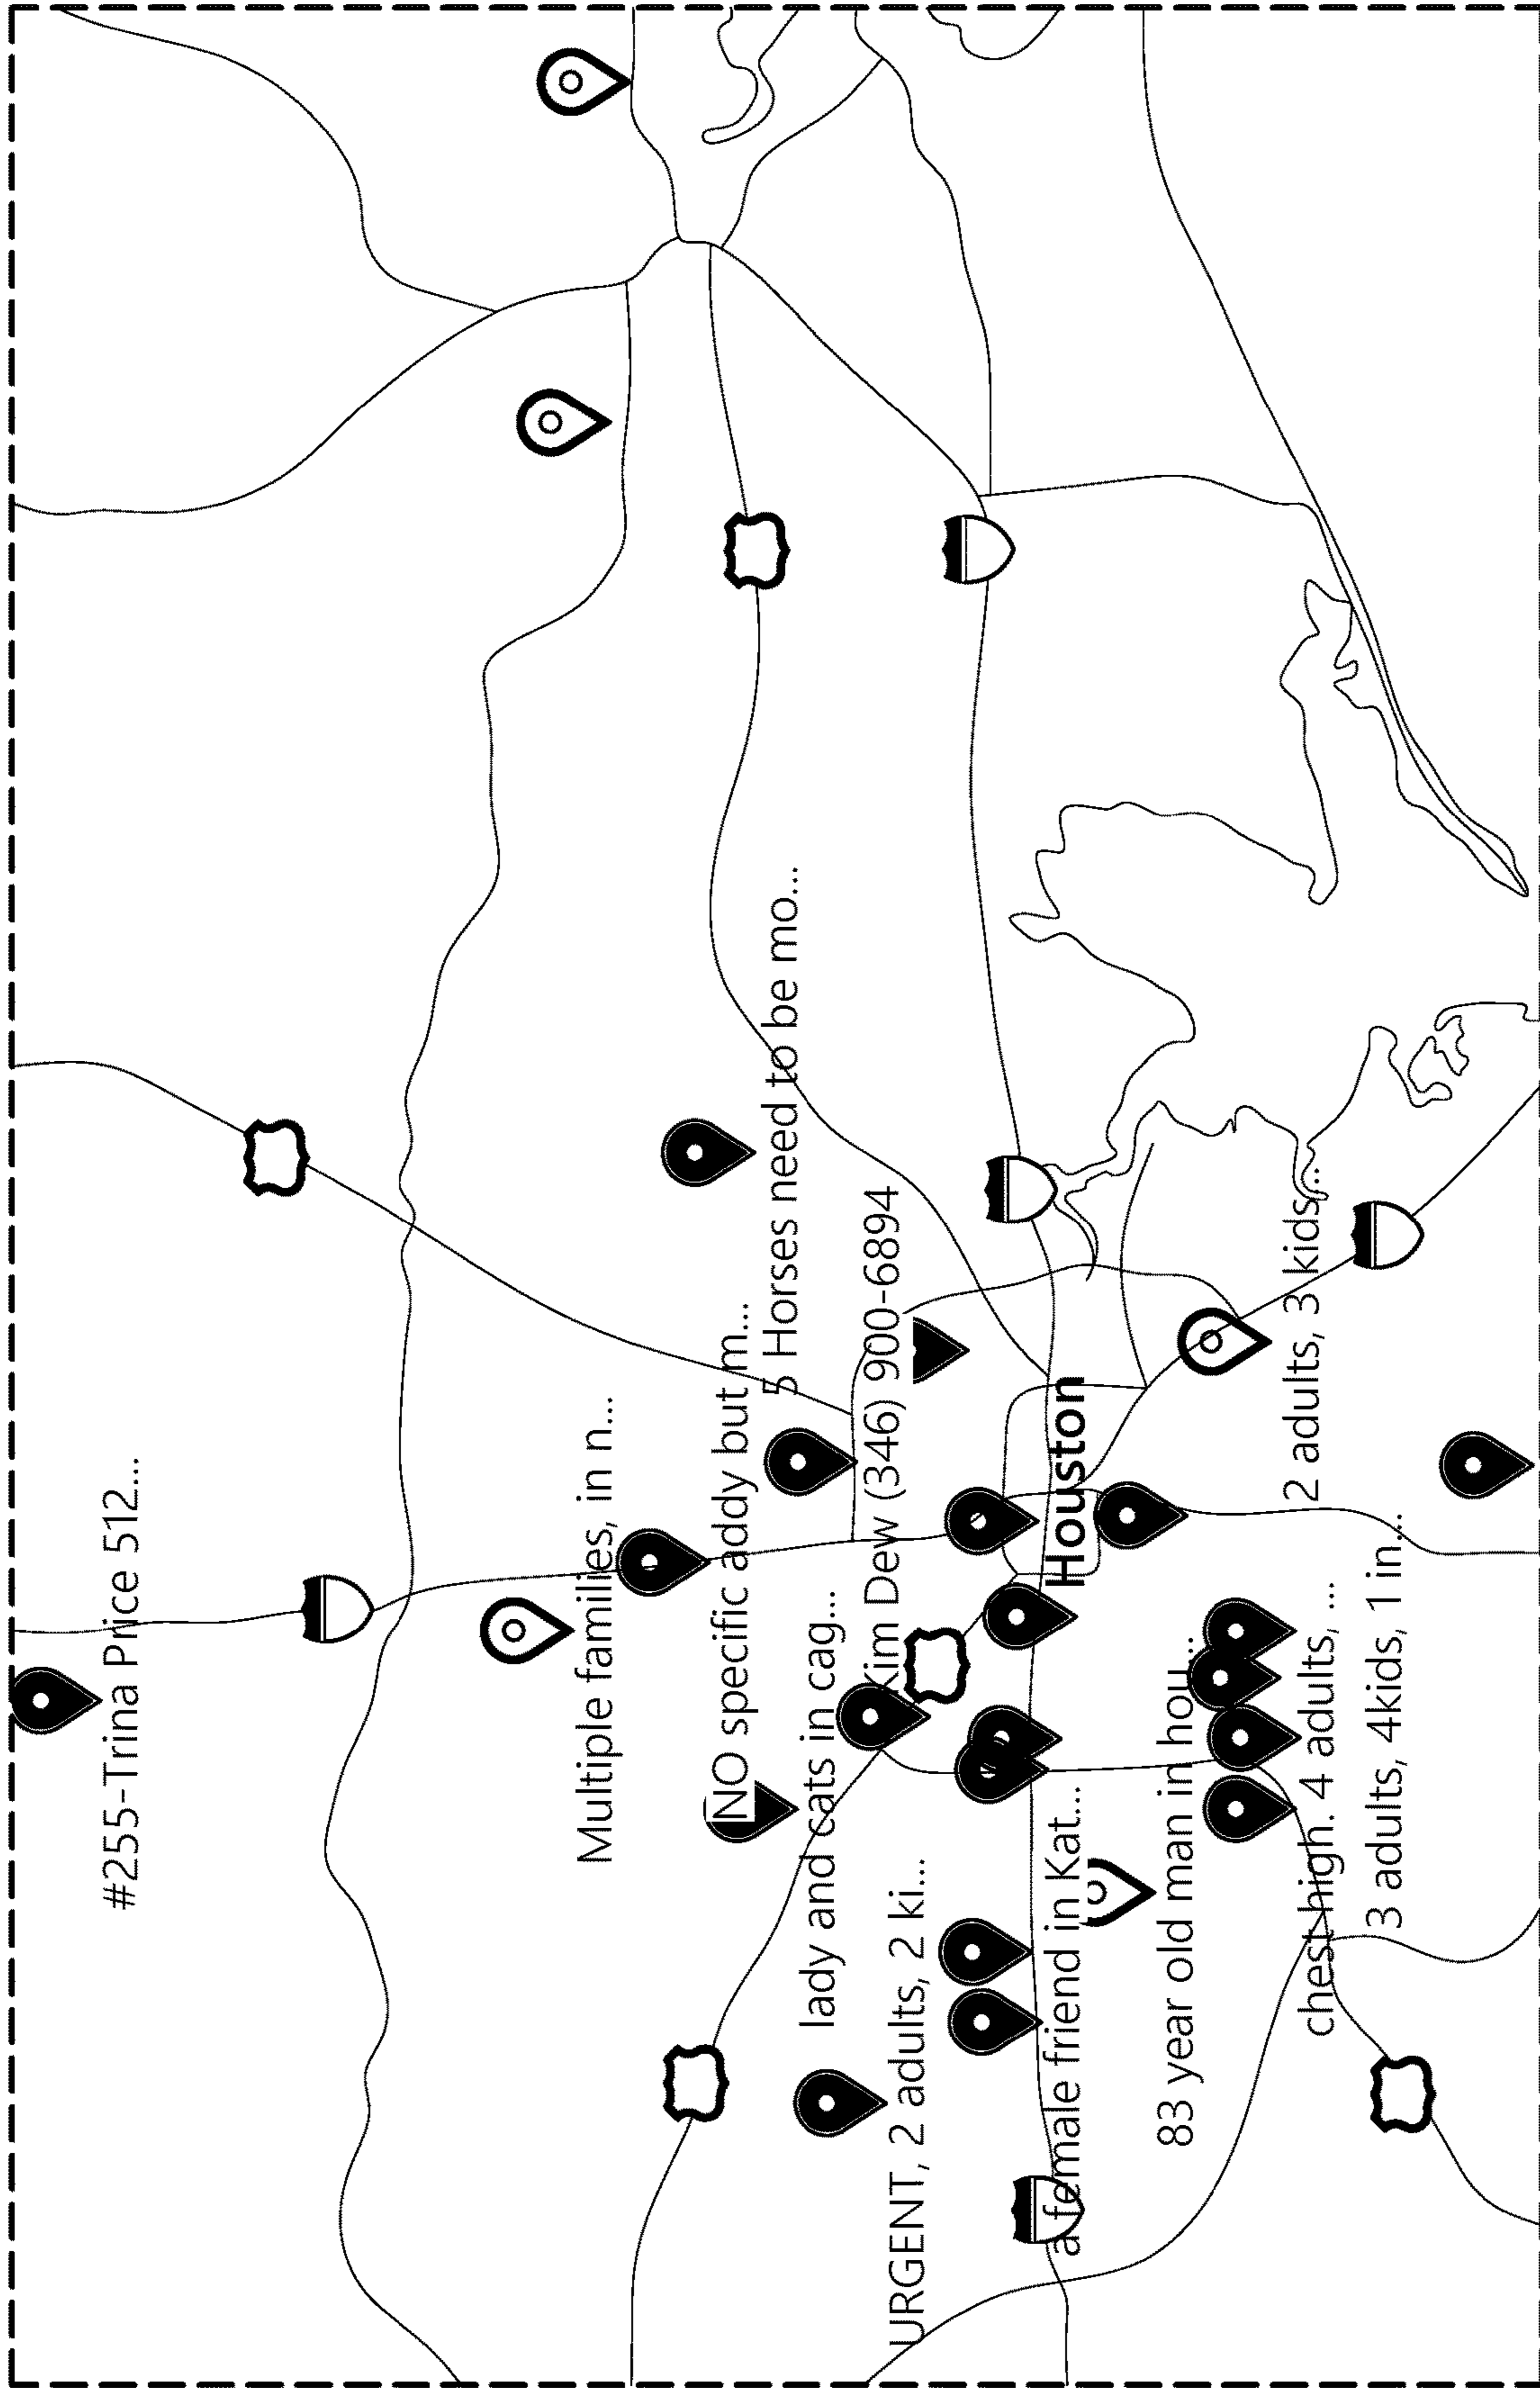 #255-Trina Price 512...
Multiple families, in n...
NO specific addy but m...
5 Horses need to be mo...
lady and cats in cag...
Kim Dew (346) 900-6894
URGENT, 2 adults, 2 ki...
Houston
a female friend in Kat...
83 year old man in hou...
2 adults, 3 kids,...
chest high. 4 adults, ...
3 adults, 4kids, 1 in...